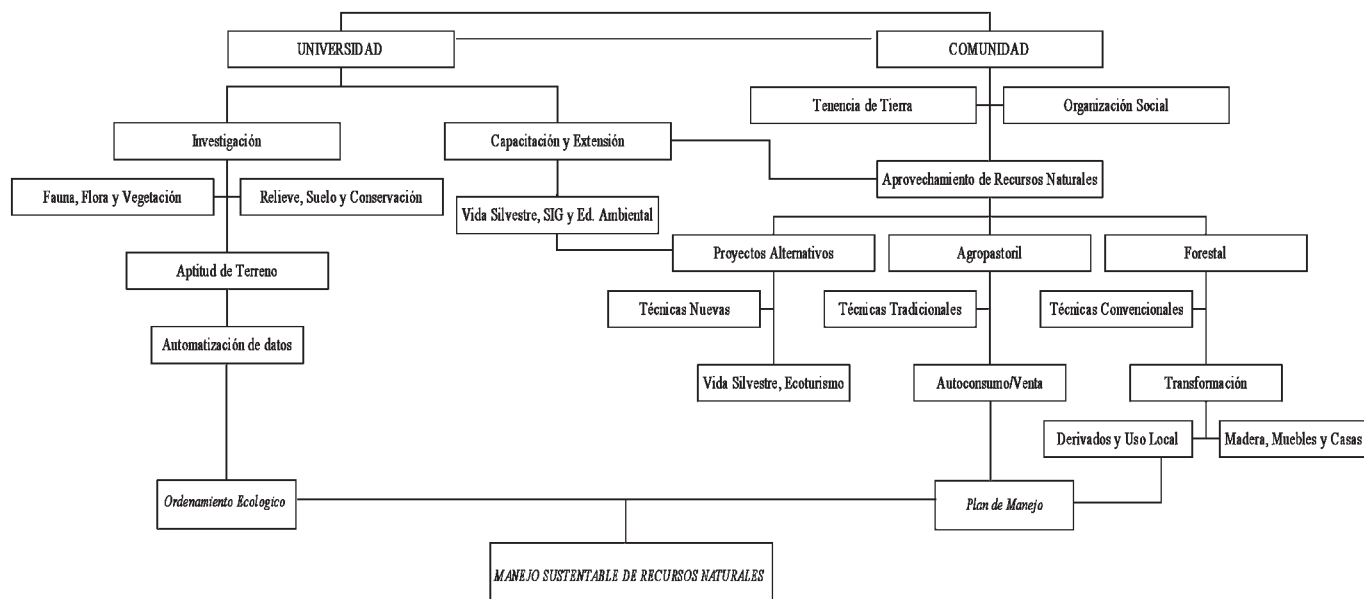 UNIVERSIDAD
COMUNIDAD
Tenencia de Tierra
Organización Social
Investigación
Capacitación y Extensión
Aprovechamiento de Recursos Naturales
Fauna, Flora y Vegetación
Relieve, Suelo y Conservación
Vida Silvestre, SIG y Ed. Ambiental
Proyectos Alternativos
Agropastoril
Forestal
Aptitud de Terreno
Técnicas Nuevas
Técnicas Tradicionales
Técnicas Convencionales
Automatización de datos
Vida Silvestre, Ecoturismo
Autoconsumo/Venta
Transformación
Derivados y Uso Local
Madera, Muebles y Casas
Ordenamiento Ecologico
Plan de Manejo
MANEJO SUSTENTABLE DE RECURSOS NATURALES